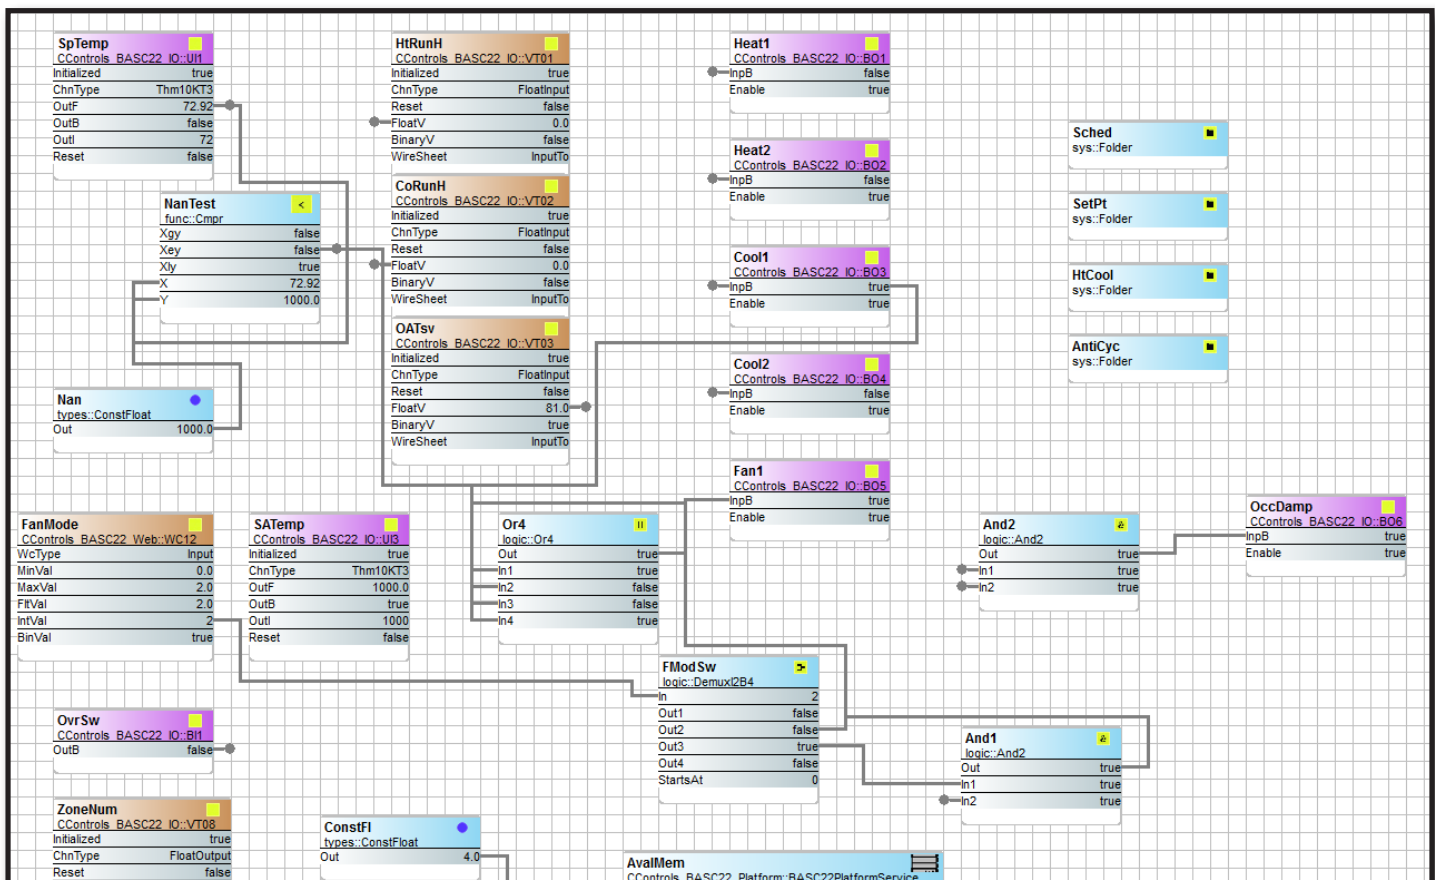 SpTemp
CControls_BASC22_IO::UI1
Initialized true
ChnType Thm10KT3
OutF 72.92
OutB false
OutI 72
Reset false
HtRunH
CControls_BASC22_IO::VT01
Initialized true
ChnType FloatInput
Reset false
FloatV 0.0
BinaryV false
WireSheet InputTo
Heat1
CControls_BASC22_IO::BO1
InpB false
Enable true
Sched
sys::Folder
Heat2
CControls_BASC22_IO::BO2
InpB false
Enable true
NanTest
func::Cmpr
Xgy false
Xey false
Xly true
X 72.92
Y 1000.0
CoRunH
CControls_BASC22_IO::VT02
Initialized true
ChnType FloatInput
Reset false
FloatV 0.0
BinaryV false
WireSheet InputTo
SetPt
sys::Folder
Cool1
CControls_BASC22_IO::BO3
InpB true
Enable true
HtCool
sys::Folder
OATsv
CControls_BASC22_IO::VT03
Initialized true
ChnType FloatInput
Reset false
FloatV 81.0
BinaryV true
WireSheet InputTo
AntiCyc
sys::Folder
Cool2
CControls_BASC22_IO::BO4
InpB false
Enable true
Nan
types::ConstFloat
Out 1000.0
Fan1
CControls_BASC22_IO::BO5
InpB true
Enable true
FanMode
CControls_BASC22_Web::WC12
WcType Input
MinVal 0.0
MaxVal 2.0
FltVal 2.0
IntVal 2
BinVal true
SATemp
CControls_BASC22_IO::UI3
Initialized true
ChnType Thm10KT3
OutF 1000.0
OutB true
OutI 1000
Reset false
Or4
logic::Or4
Out true
In1 true
In2 false
In3 false
In4 true
And2
logic::And2
Out true
In1 true
In2 true
OccDamp
CControls_BASC22_IO::BO6
InpB true
Enable true
FModSw
logic::DemuxI2B4
In 2
Out1 false
Out2 false
Out3 true
Out4 false
StartsAt 0
OvrSw
CControls_BASC22_IO::BI1
OutB false
And1
logic::And2
Out true
In1 true
In2 true
ZoneNum
CControls_BASC22_IO::VT08
Initialized true
ChnType FloatOutput
Reset false
ConstFl
types::ConstFloat
Out 4.0
AvalMem
CControls_BASC22_Platform::BASC22PlatformService